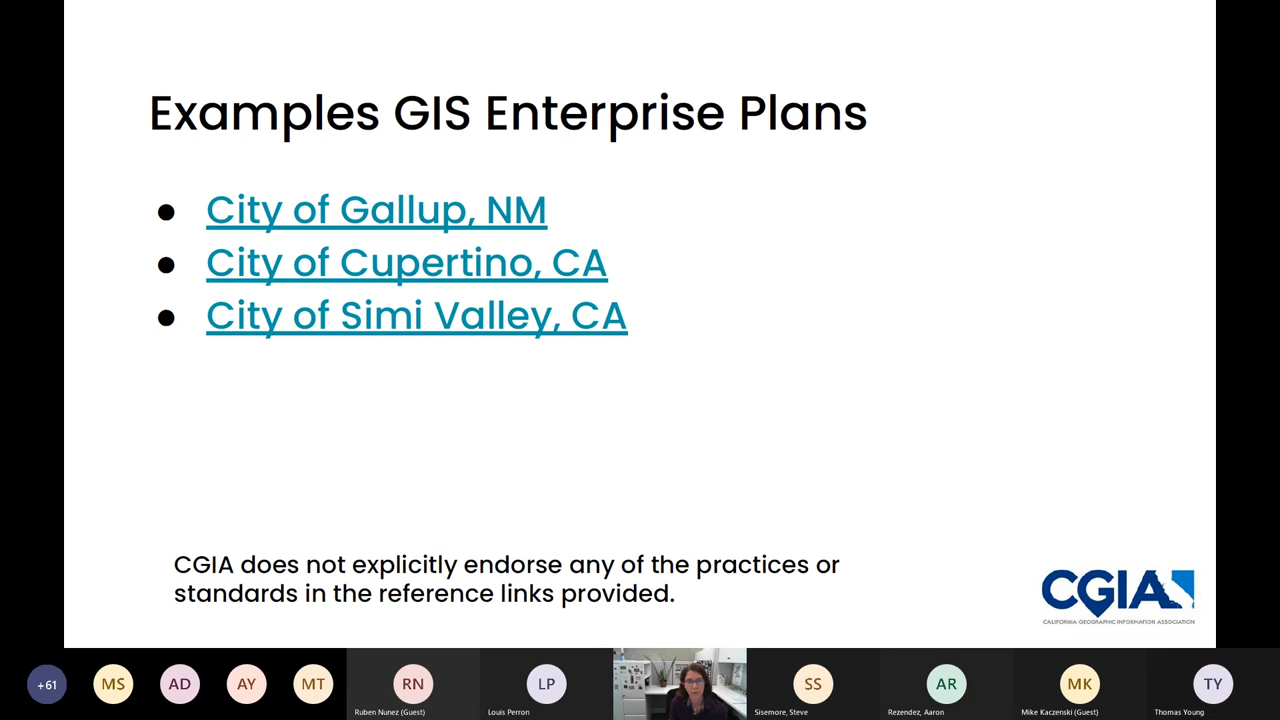 Examples GIS Enterprise Plans
● City of Gallup, NM
● City of Cupertino, CA
● City of Simi Valley, CA
CGIA does not explicitly endorse any of the practices or
standards in the reference links provided.
CGIA
CALIFORNIA GEOGRAPHIC INFORMATION ASSOCIATION
+61
MS
AD
AY
MT
RN
LP
SS
AR
MK
TY
Ruben Nunez (Guest)
Louis Perron
Sisemore, Steve
Rezendez, Aaron
Mike Kaczenski (Guest)
Thomas Young